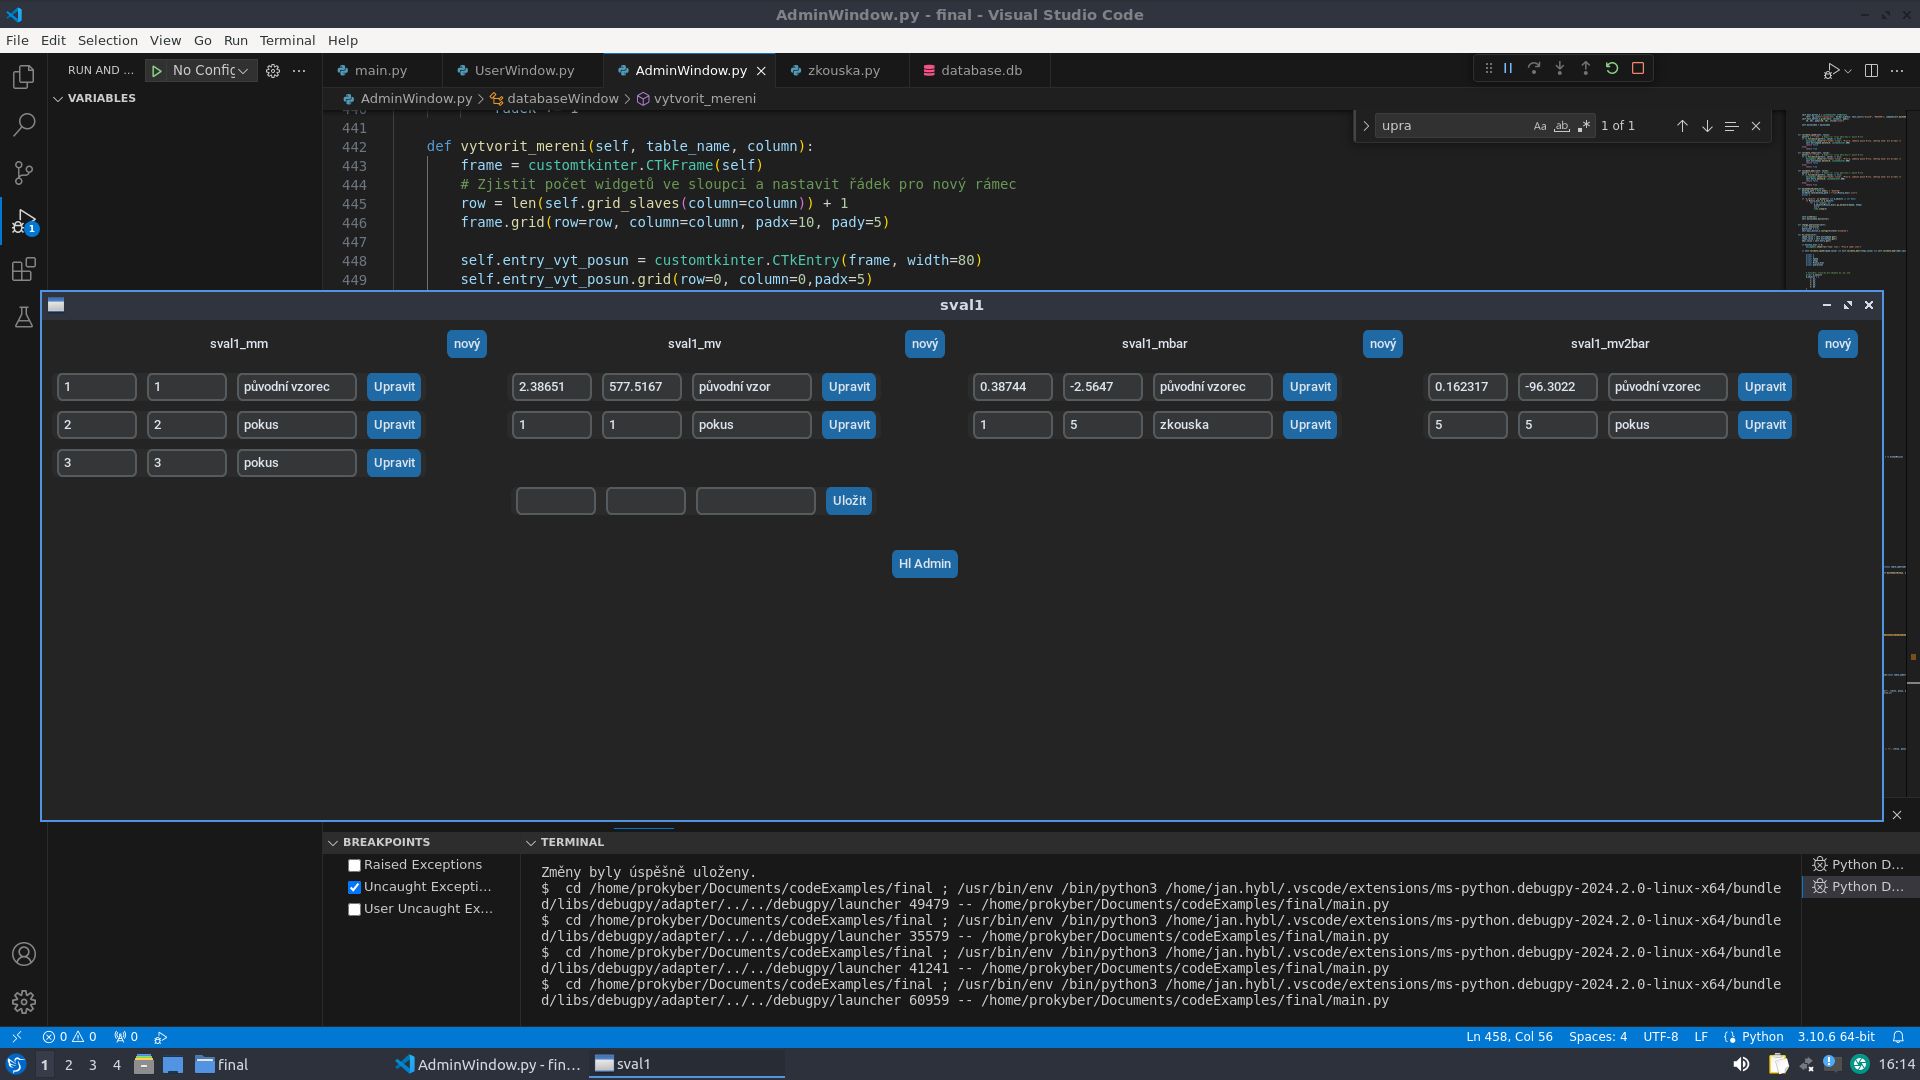 AdminWindow.py - final - Visual Studio Code
File Edit Selection View Go Run Terminal Help
RUN AND ... No Config
main.py UserWindow.py AdminWindow.py zkouska.py database.db
VARIABLES
AdminWindow.py > databaseWindow > vytvorit_mereni
upra Aa ab 1 of 1
441
442 def vytvorit_mereni(self, table_name, column):
443 frame = customtkinter.CTkFrame(self)
444 # Zjistit počet widgetů ve sloupci a nastavit řádek pro nový rámec
445 row = len(self.grid_slaves(column=column)) + 1
446 frame.grid(row=row, column=column, padx=10, pady=5)
447
448 self.entry_vyt_posun = customtkinter.CTkEntry(frame, width=80)
449 self.entry_vyt_posun.grid(row=0, column=0,padx=5)
1
sval1
sval1_mm nový sval1_mv nový sval1_mbar nový sval1_mv2bar nový
1 1 původní vzorec Upravit 2.38651 577.5167 původní vzor Upravit 0.38744 -2.5647 původní vzorec Upravit 0.162317 -96.3022 původní vzorec Upravit
2 2 pokus Upravit 1 1 pokus Upravit 1 5 zkouska Upravit 5 5 pokus Upravit
3 3 pokus Upravit
Uložit
Hl Admin
BREAKPOINTS
Raised Exceptions
Uncaught Excepti...
User Uncaught Ex...
TERMINAL
Změny byly úspěšně uloženy.
$ cd /home/prokyber/Documents/codeExamples/final ; /usr/bin/env /bin/python3 /home/jan.hybl/.vscode/extensions/ms-python.debugpy-2024.2.0-linux-x64/bundle
d/libs/debugpy/adapter/../../debugpy/launcher 49479 -- /home/prokyber/Documents/codeExamples/final/main.py
$ cd /home/prokyber/Documents/codeExamples/final ; /usr/bin/env /bin/python3 /home/jan.hybl/.vscode/extensions/ms-python.debugpy-2024.2.0-linux-x64/bundle
d/libs/debugpy/adapter/../../debugpy/launcher 35579 -- /home/prokyber/Documents/codeExamples/final/main.py
$ cd /home/prokyber/Documents/codeExamples/final ; /usr/bin/env /bin/python3 /home/jan.hybl/.vscode/extensions/ms-python.debugpy-2024.2.0-linux-x64/bundle
d/libs/debugpy/adapter/../../debugpy/launcher 41241 -- /home/prokyber/Documents/codeExamples/final/main.py
$ cd /home/prokyber/Documents/codeExamples/final ; /usr/bin/env /bin/python3 /home/jan.hybl/.vscode/extensions/ms-python.debugpy-2024.2.0-linux-x64/bundle
d/libs/debugpy/adapter/../../debugpy/launcher 60959 -- /home/prokyber/Documents/codeExamples/final/main.py
Python D...
Python D...
0 0 0 Ln 458, Col 56 Spaces: 4 UTF-8 LF Python 3.10.6 64-bit
1 2 3 4 final AdminWindow.py - fin... sval1 16:14